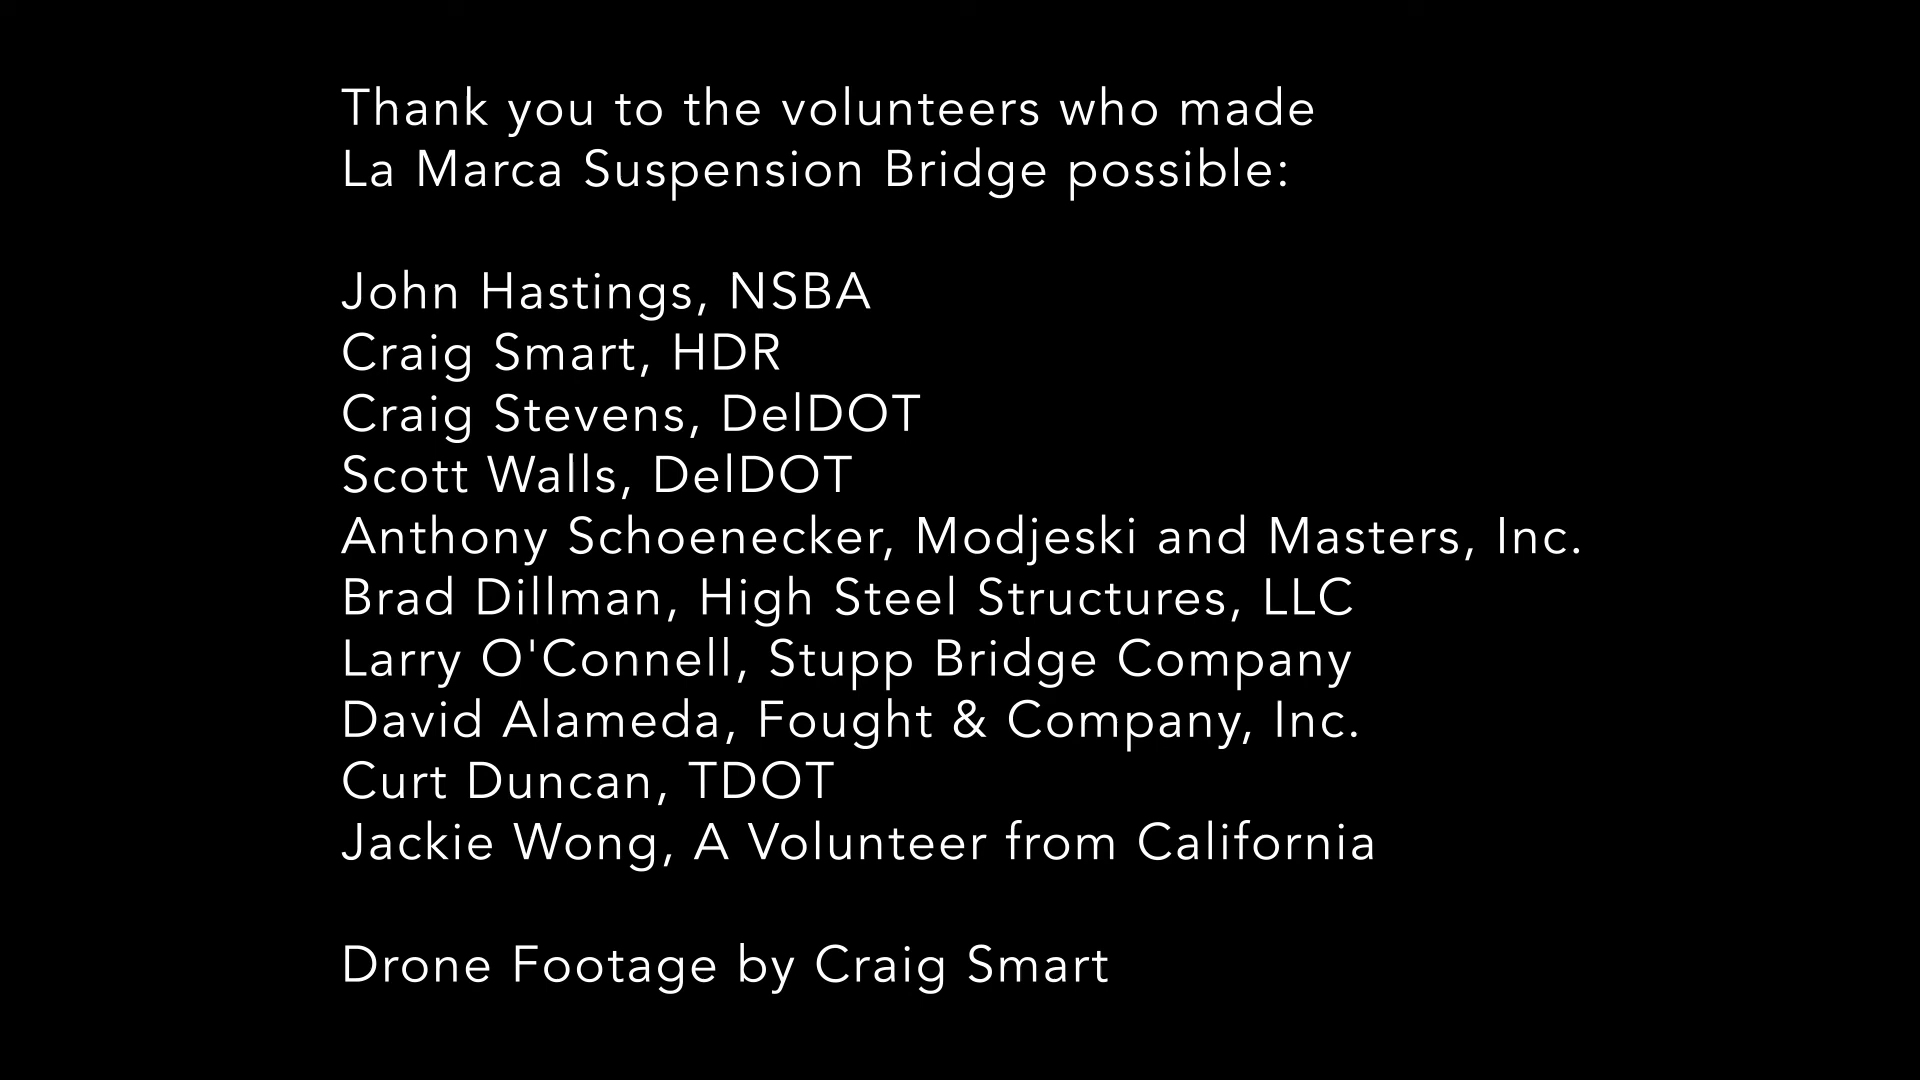 Thank you to the volunteers who made
La Marca Suspension Bridge possible:
John Hastings, NSBA
Craig Smart, HDR
Craig Stevens, DelDOT
Scott Walls, DelDOT
Anthony Schoenecker, Modjeski and Masters, Inc.
Brad Dillman, High Steel Structures, LLC
Larry O'Connell, Stupp Bridge Company
David Alameda, Fought & Company, Inc.
Curt Duncan, TDOT
Jackie Wong, A Volunteer from California
Drone Footage by Craig Smart